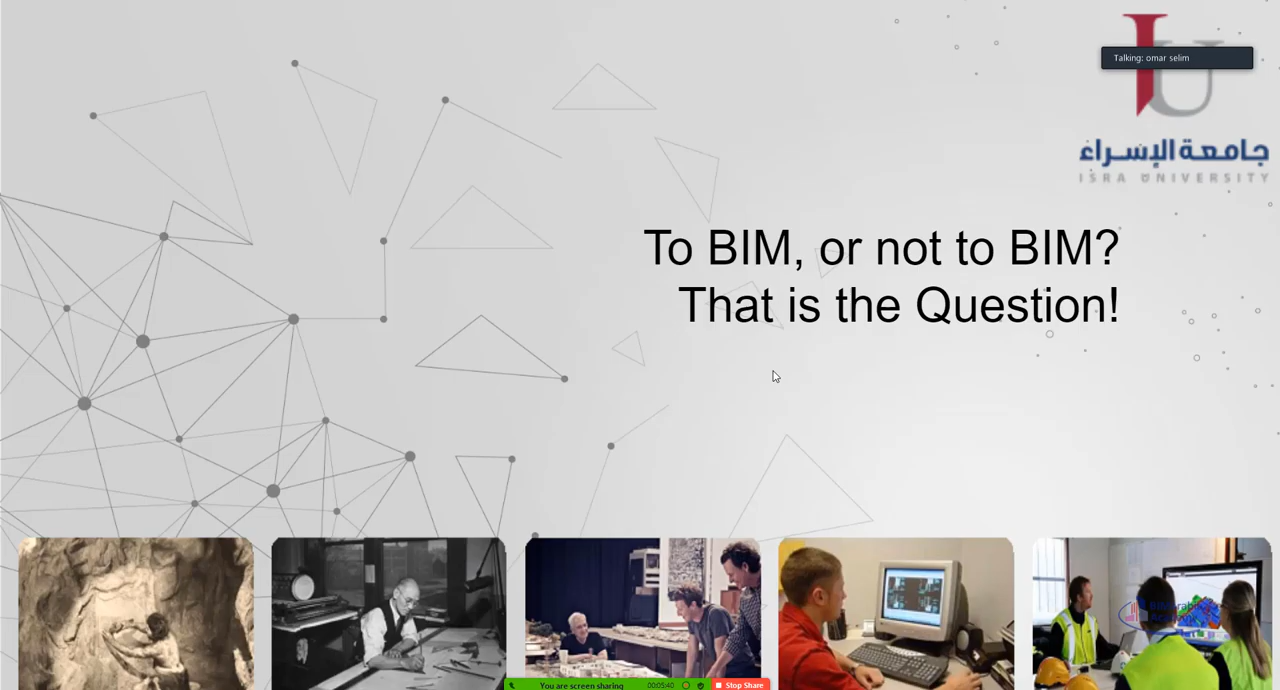 Talking: omar selim
جامعة الإسراء
ISRA UNIVERSITY
To BIM, or not to BIM?
That is the Question!
You are screen sharing
00:05:40
Stop Share